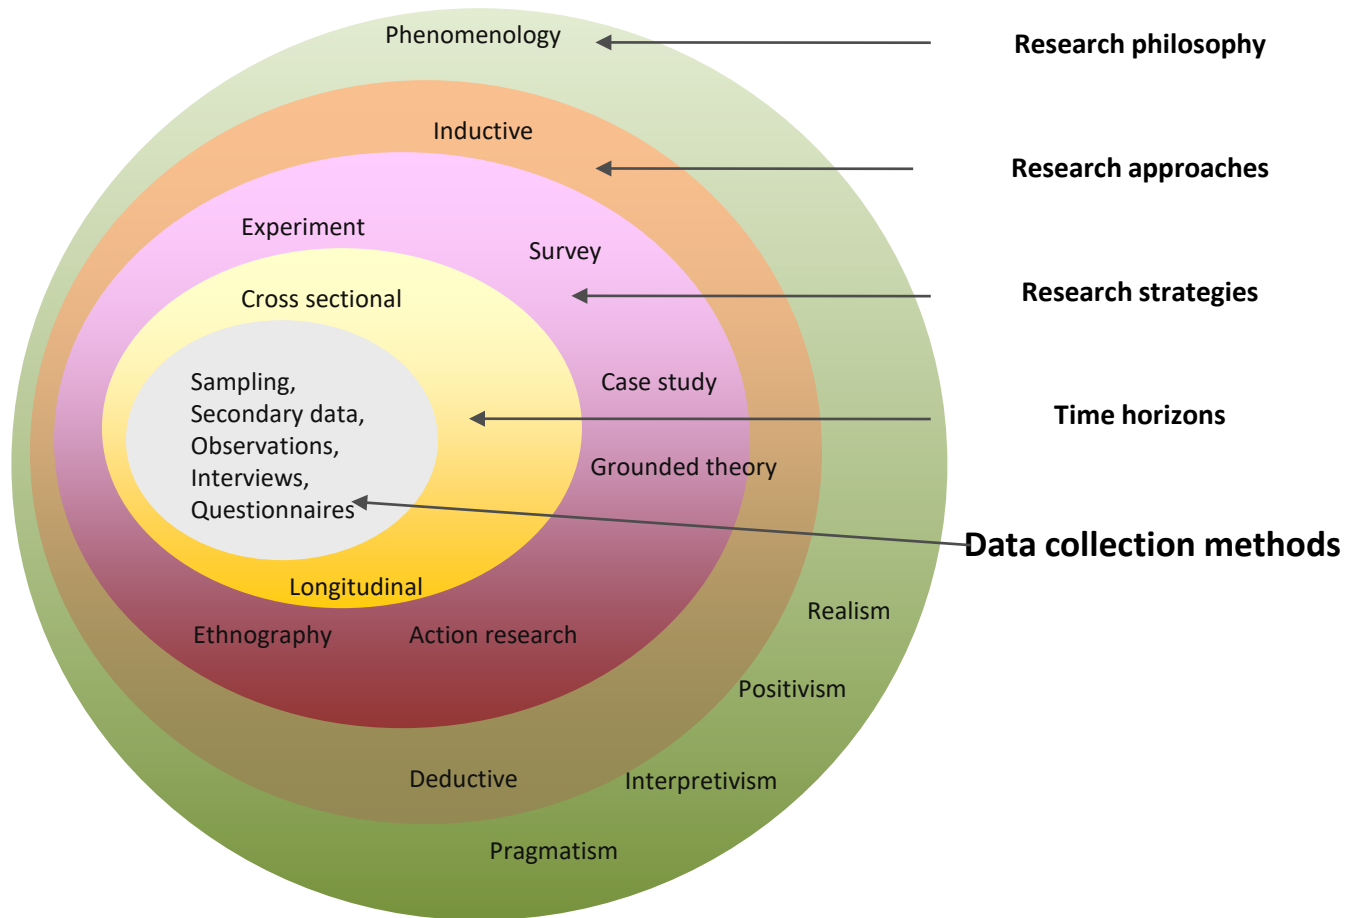 Phenomenology
Research philosophy
Inductive
Research approaches
Experiment
Survey
Research strategies
Cross sectional
Sampling,
Secondary data,
Observations,
Interviews,
Questionnaires
Case study
Time horizons
Grounded theory
Data collection methods
Longitudinal
Realism
Ethnography
Action research
Positivism
Deductive
Interpretivism
Pragmatism